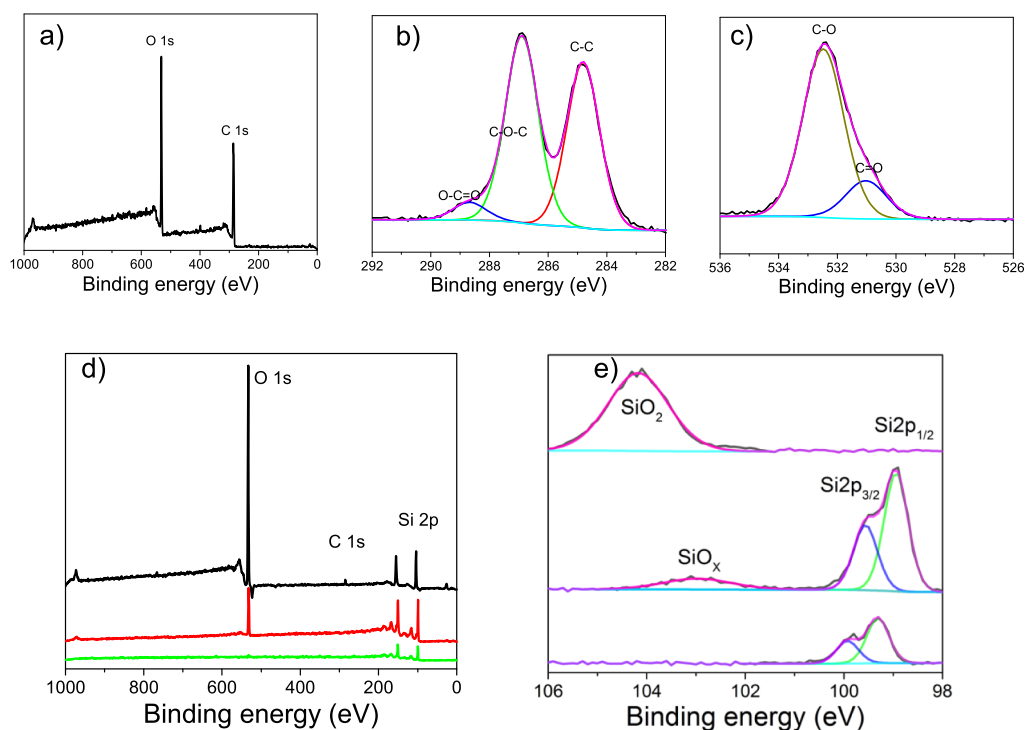 a)
O 1s
C 1s
1000 800 600 400 200 0
Binding energy (eV)
b)
C-C
C-O-C
O-C=O
292 290 288 286 284 282
Binding energy (eV)
c)
C-O
C=O
536 534 532 530 528 526
Binding energy (eV)
d)
O 1s
Si 2p
C 1s
1000 800 600 400 200 0
Binding energy (eV)
e)
SiO₂
Si2p₁/₂
Si2p₃/₂
SiOₓ
106 104 102 100 98
Binding energy (eV)